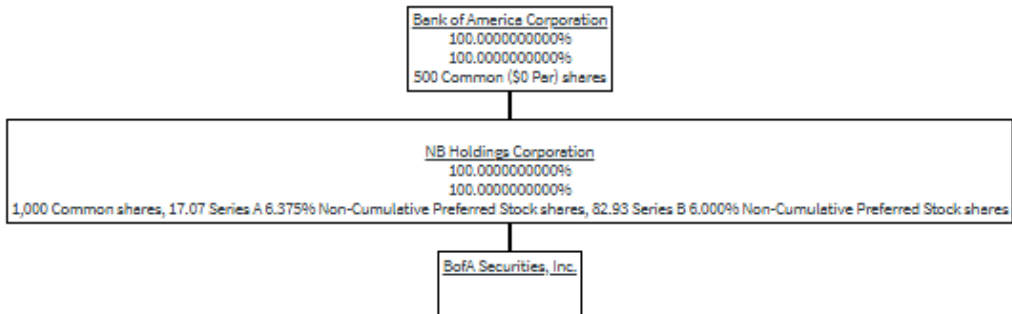 Bank of America Corporation
100.0000000000%
100.0000000000%
500 Common ($0 Par) shares
NB Holdings Corporation
100.0000000000%
100.0000000000%
1,000 Common shares, 17.07 Series A 6.375% Non-Cumulative Preferred Stock shares, 82.93 Series B 6.000% Non-Cumulative Preferred Stock shares
BofA Securities, Inc.